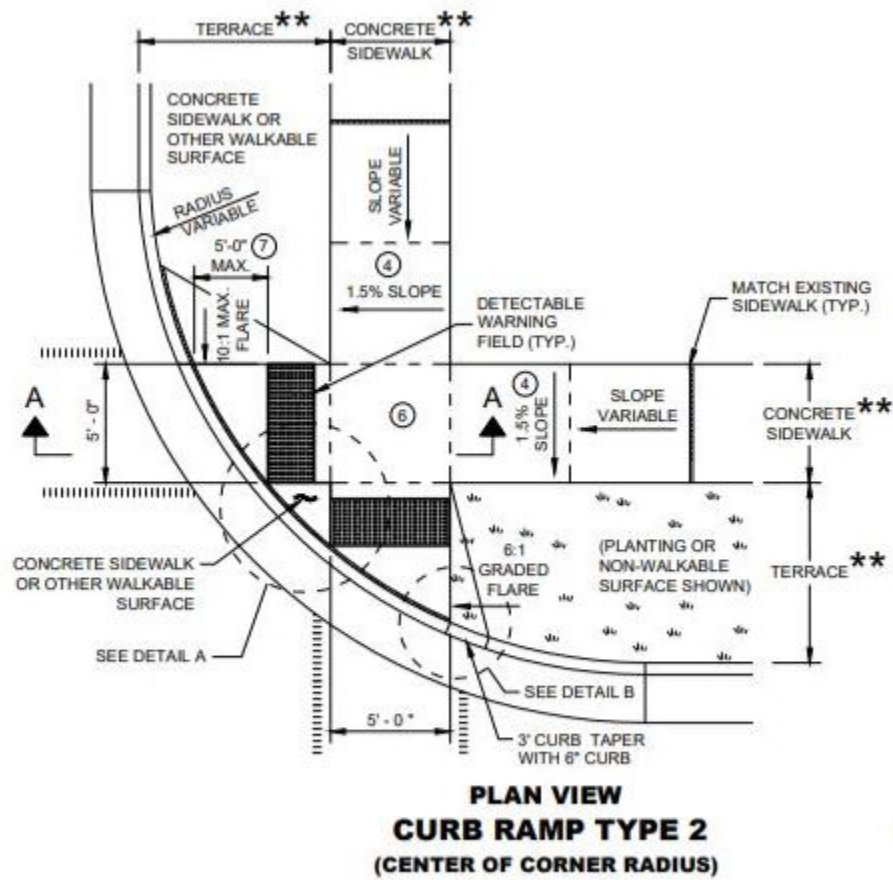 TERRACE**
CONCRETE**
SIDEWALK
CONCRETE
SIDEWALK OR
OTHER WALKABLE
SURFACE
RADIUS
VARIABLE
SLOPE
VARIABLE
5'-0" 7
MAX.
4
1.5% SLOPE
10:1 MAX.
FLARE
DETECTABLE
WARNING
FIELD (TYP.)
MATCH EXISTING
SIDEWALK (TYP.)
A
5' - 0"
6
A
4
1.5%
SLOPE
SLOPE
VARIABLE
CONCRETE**
SIDEWALK
CONCRETE SIDEWALK
OR OTHER WALKABLE
SURFACE
6:1
GRADED
FLARE
(PLANTING OR
NON-WALKABLE
SURFACE SHOWN)
TERRACE**
SEE DETAIL A
SEE DETAIL B
5' - 0"
3' CURB TAPER
WITH 6" CURB
PLAN VIEW
CURB RAMP TYPE 2
(CENTER OF CORNER RADIUS)